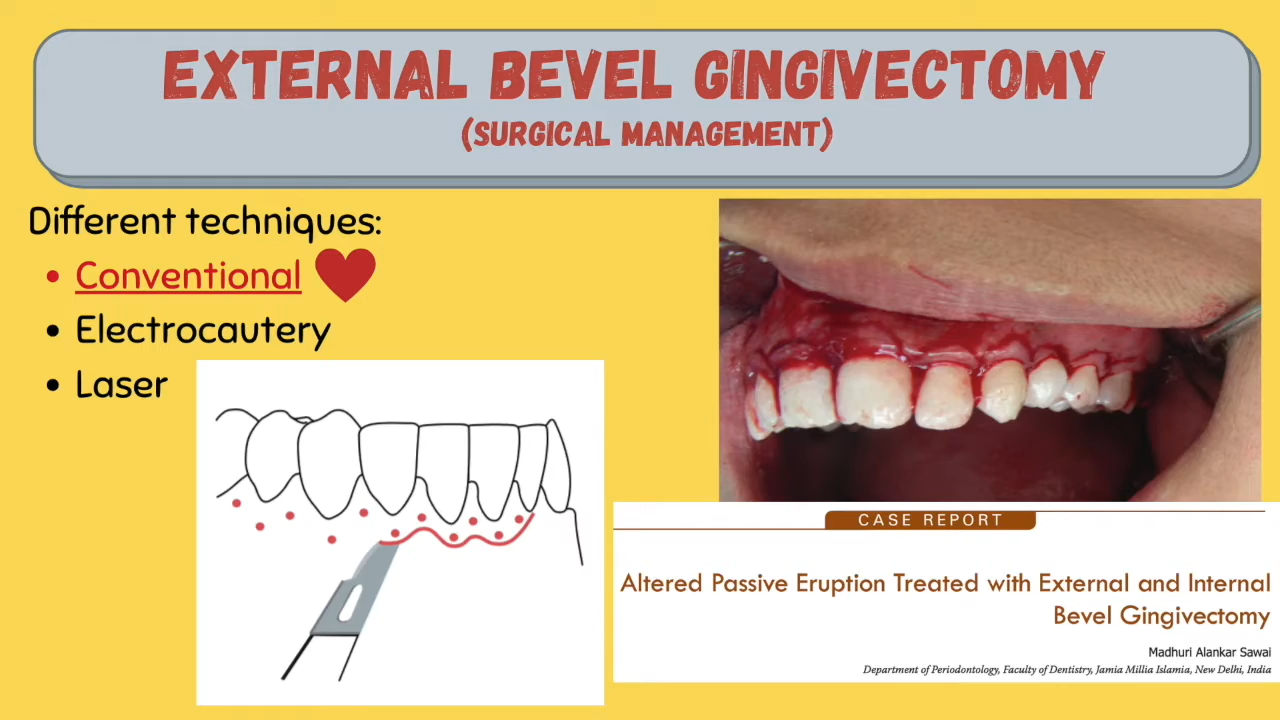 EXTERNAL BEVEL GINGIVECTOMY
(SURGICAL MANAGEMENT)
Different techniques:
• Conventional
• Electrocautery
• Laser
CASE REPORT
Altered Passive Eruption Treated with External and Internal
Bevel Gingivectomy
Madhuri Alankar Sawai
Department of Periodontology, Faculty of Dentistry, Jamia Millia Islamia, New Delhi, India